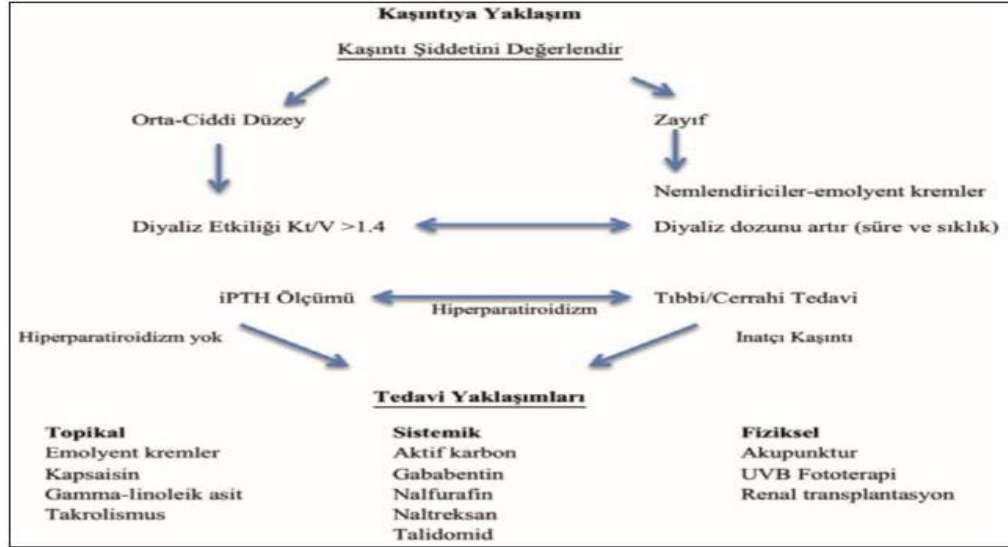 Kaşıntıya Yaklaşım
Kaşıntı Şiddetini Değerlendir
Orta-Ciddi Düzey
Zayıf
Nemlendiriciler-emolyent kremler
Diyaliz Etkiliği Kt/V >1.4
Diyaliz dozunu artır (süre ve sıklık)
iPTH Ölçümü
Hiperparatiroidizm
Tıbbi/Cerrahi Tedavi
Hiperparatiroidizm yok
Inatçı Kaşıntı
Tedavi Yaklaşımları
Topikal
Emolyent kremler
Kapsaisin
Gamma-linoleik asit
Takrolismus
Sistemik
Aktif karbon
Gababentin
Nalfurafin
Naltreksan
Talidomid
Fiziksel
Akupunktur
UVB Fototerapi
Renal transplantasyon